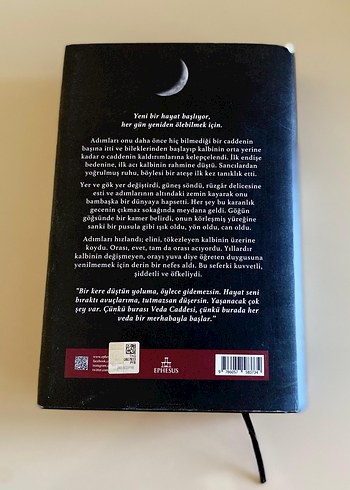 Yeni bir hayat başlıyor,
her gün yeniden ölebilmek için.
Adımları onu daha önce hiç bilmediği bir caddenin
başına itti ve bileklerinden başlayıp kalbinin orta yerine
kadar o caddenin kaldırımlarına kelepçelendi. İlk endişe
bedenine, ilk acı kalbinin rahmine düştü. Sancılardan
yoğrulmuş ruhu, böylesi bir ateşe ilk kez tanıklık etti.
Yer ve gök yer değiştirdi, güneş söndü, rüzgâr delicesine
esti ve adımlarının altındaki zemin kayarak onu
bambaşka bir dünyaya hapsetti. Her şey bu karanlık
gecenin çıkmaz sokağında meydana geldi. Göğün
göğsünde bir kamer belirdi, onun körleşmiş yüreğine
sanki bir pusula gibi ışık oldu, yön oldu, can oldu.
Adımları hızlandı; elini, tökezleyen kalbinin üzerine
koydu. Orası, evet, tam da orası acıyordu. Yıllardır
kalbinin değişmeyen, orayı yuva diye öğreten duygusuna
yenilmemek için derin bir nefes aldı. Bu seferki kuvvetli,
şiddetli ve öfkeliydi.
"Bir kere düştün yoluma, öylece gidemezsin. Hayat seni
bıraktı avuçlarıma, tutmazsan düşersin. Yaşanacak çok
şey var. Çünkü burası Veda Caddesi, çünkü burada her
veda bir merhabayla başlar."
EPHESUS